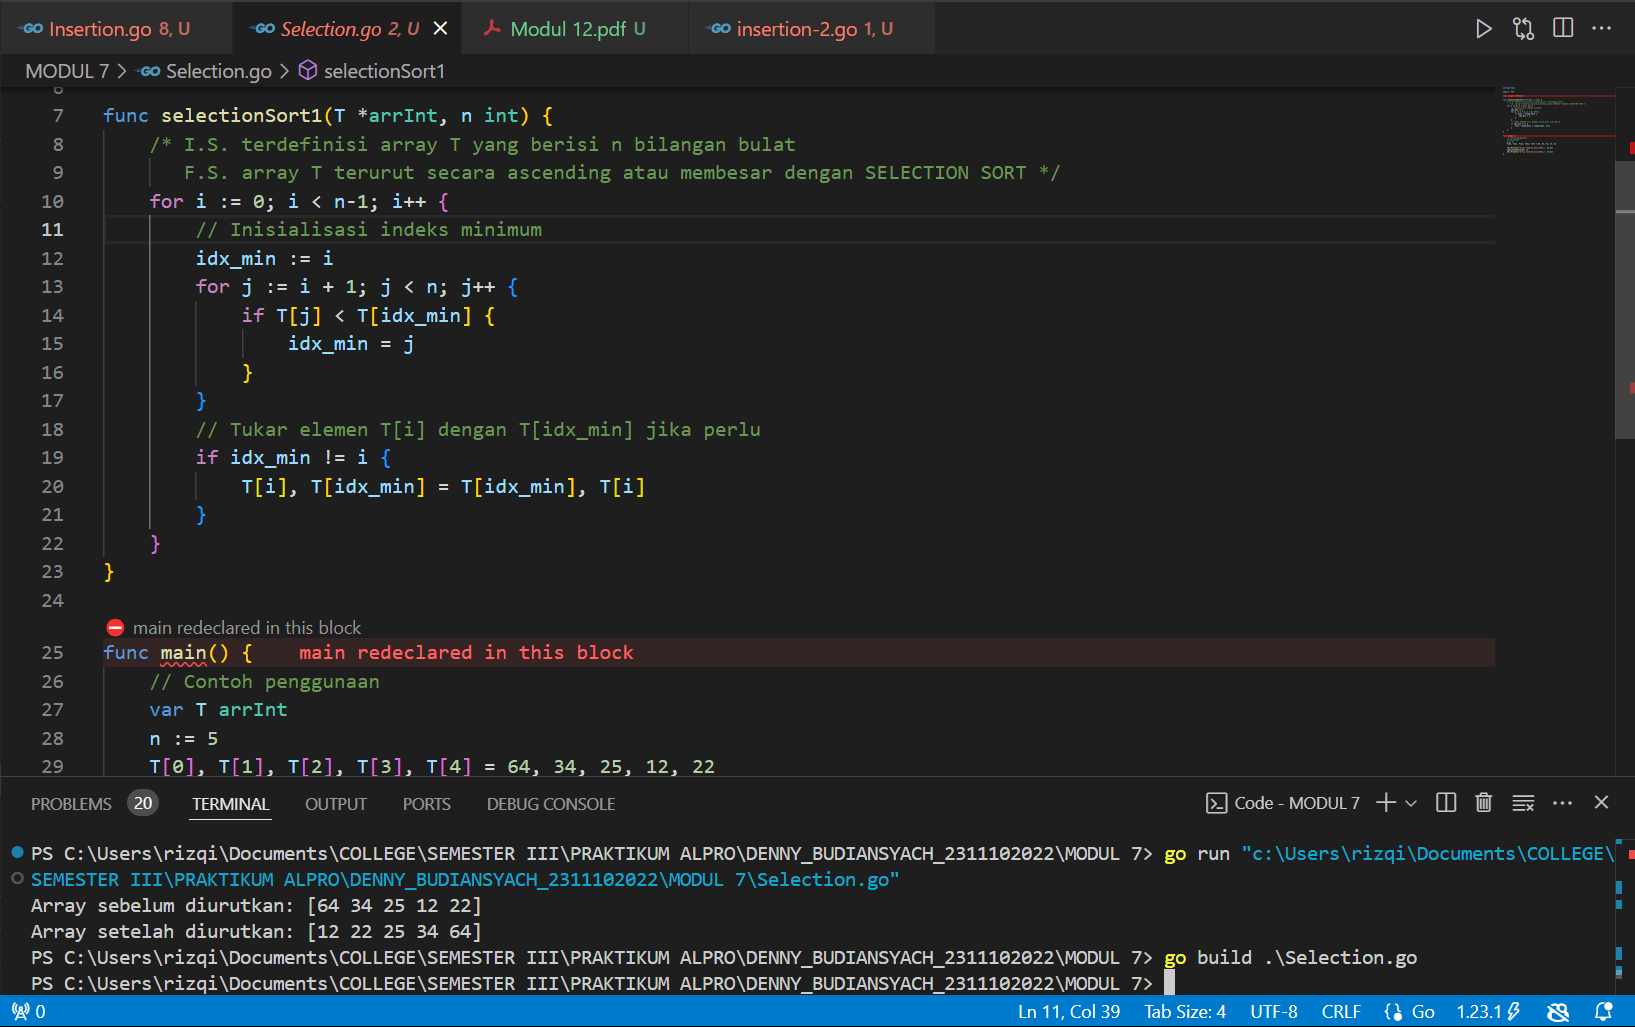 GO Insertion.go 8, U GO Selection.go 2, U Modul 12.pdf U GO insertion-2.go 1, U
MODUL 7 > GO Selection.go > selectionSort1
6
7 func selectionSort1(T *arrInt, n int) {
8 /* I.S. terdefinisi array T yang berisi n bilangan bulat
9 F.S. array T terurut secara ascending atau membesar dengan SELECTION SORT */
10 for i := 0; i < n-1; i++ {
11 // Inisialisasi indeks minimum
12 idx_min := i
13 for j := i + 1; j < n; j++ {
14 if T[j] < T[idx_min] {
15 idx_min = j
16 }
17 }
18 // Tukar elemen T[i] dengan T[idx_min] jika perlu
19 if idx_min != i {
20 T[i], T[idx_min] = T[idx_min], T[i]
21 }
22 }
23 }
24
main redeclared in this block
25 func main() { main redeclared in this block
26 // Contoh penggunaan
27 var T arrInt
28 n := 5
29 T[0], T[1], T[2], T[3], T[4] = 64, 34, 25, 12, 22
PROBLEMS 20 TERMINAL OUTPUT PORTS DEBUG CONSOLE Code - MODUL 7
PS C:\Users\rizqi\Documents\COLLEGE\SEMESTER III\PRAKTIKUM ALPRO\DENNY_BUDIANSYACH_2311102022\MODUL 7> go run "c:\Users\rizqi\Documents\COLLEGE\
SEMESTER III\PRAKTIKUM ALPRO\DENNY_BUDIANSYACH_2311102022\MODUL 7\Selection.go"
Array sebelum diurutkan: [64 34 25 12 22]
Array setelah diurutkan: [12 22 25 34 64]
PS C:\Users\rizqi\Documents\COLLEGE\SEMESTER III\PRAKTIKUM ALPRO\DENNY_BUDIANSYACH_2311102022\MODUL 7> go build .\Selection.go
PS C:\Users\rizqi\Documents\COLLEGE\SEMESTER III\PRAKTIKUM ALPRO\DENNY_BUDIANSYACH_2311102022\MODUL 7>
0 Ln 11, Col 39 Tab Size: 4 UTF-8 CRLF Go 1.23.1